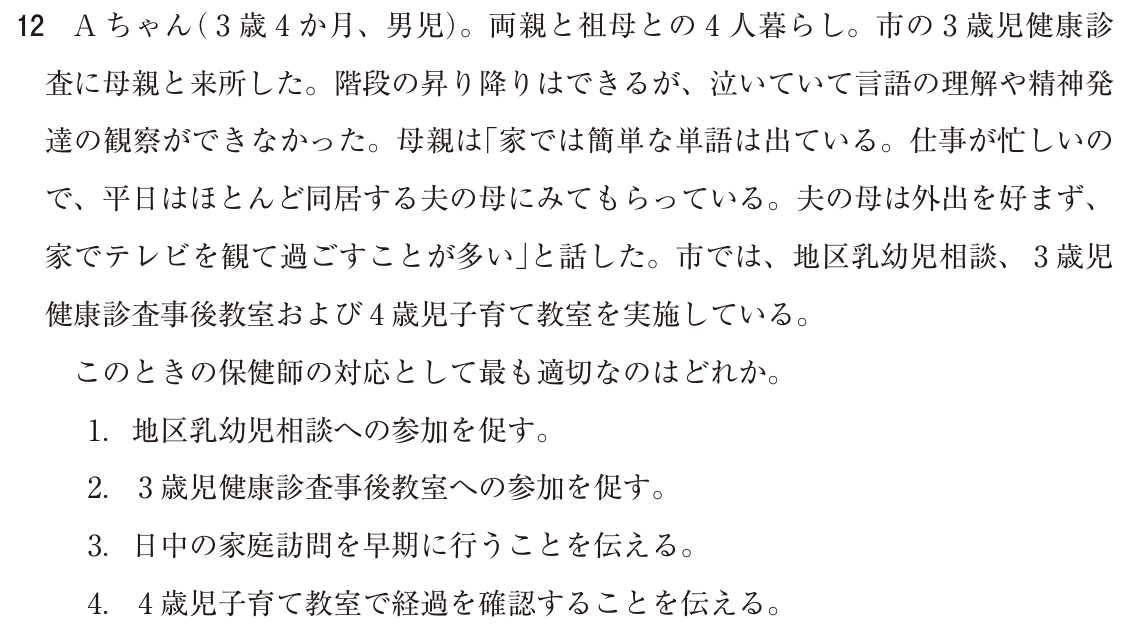 12 Aちゃん(3歳4か月、男児)。両親と祖母との4人暮らし。市の3歳児健康診
査に母親と来所した。階段の昇り降りはできるが、泣いていて言語の理解や精神発
達の観察ができなかった。母親は「家では簡単な単語は出ている。仕事が忙しいの
で、平日はほとんど同居する夫の母にみてもらっている。夫の母は外出を好まず、
家でテレビを観て過ごすことが多い」と話した。市では、地区乳幼児相談、3歳児
健康診査事後教室および4歳児子育て教室を実施している。
このときの保健師の対応として最も適切なのはどれか。
1. 地区乳幼児相談への参加を促す。
2. 3歳児健康診査事後教室への参加を促す。
3. 日中の家庭訪問を早期に行うことを伝える。
4. 4歳児子育て教室で経過を確認することを伝える。